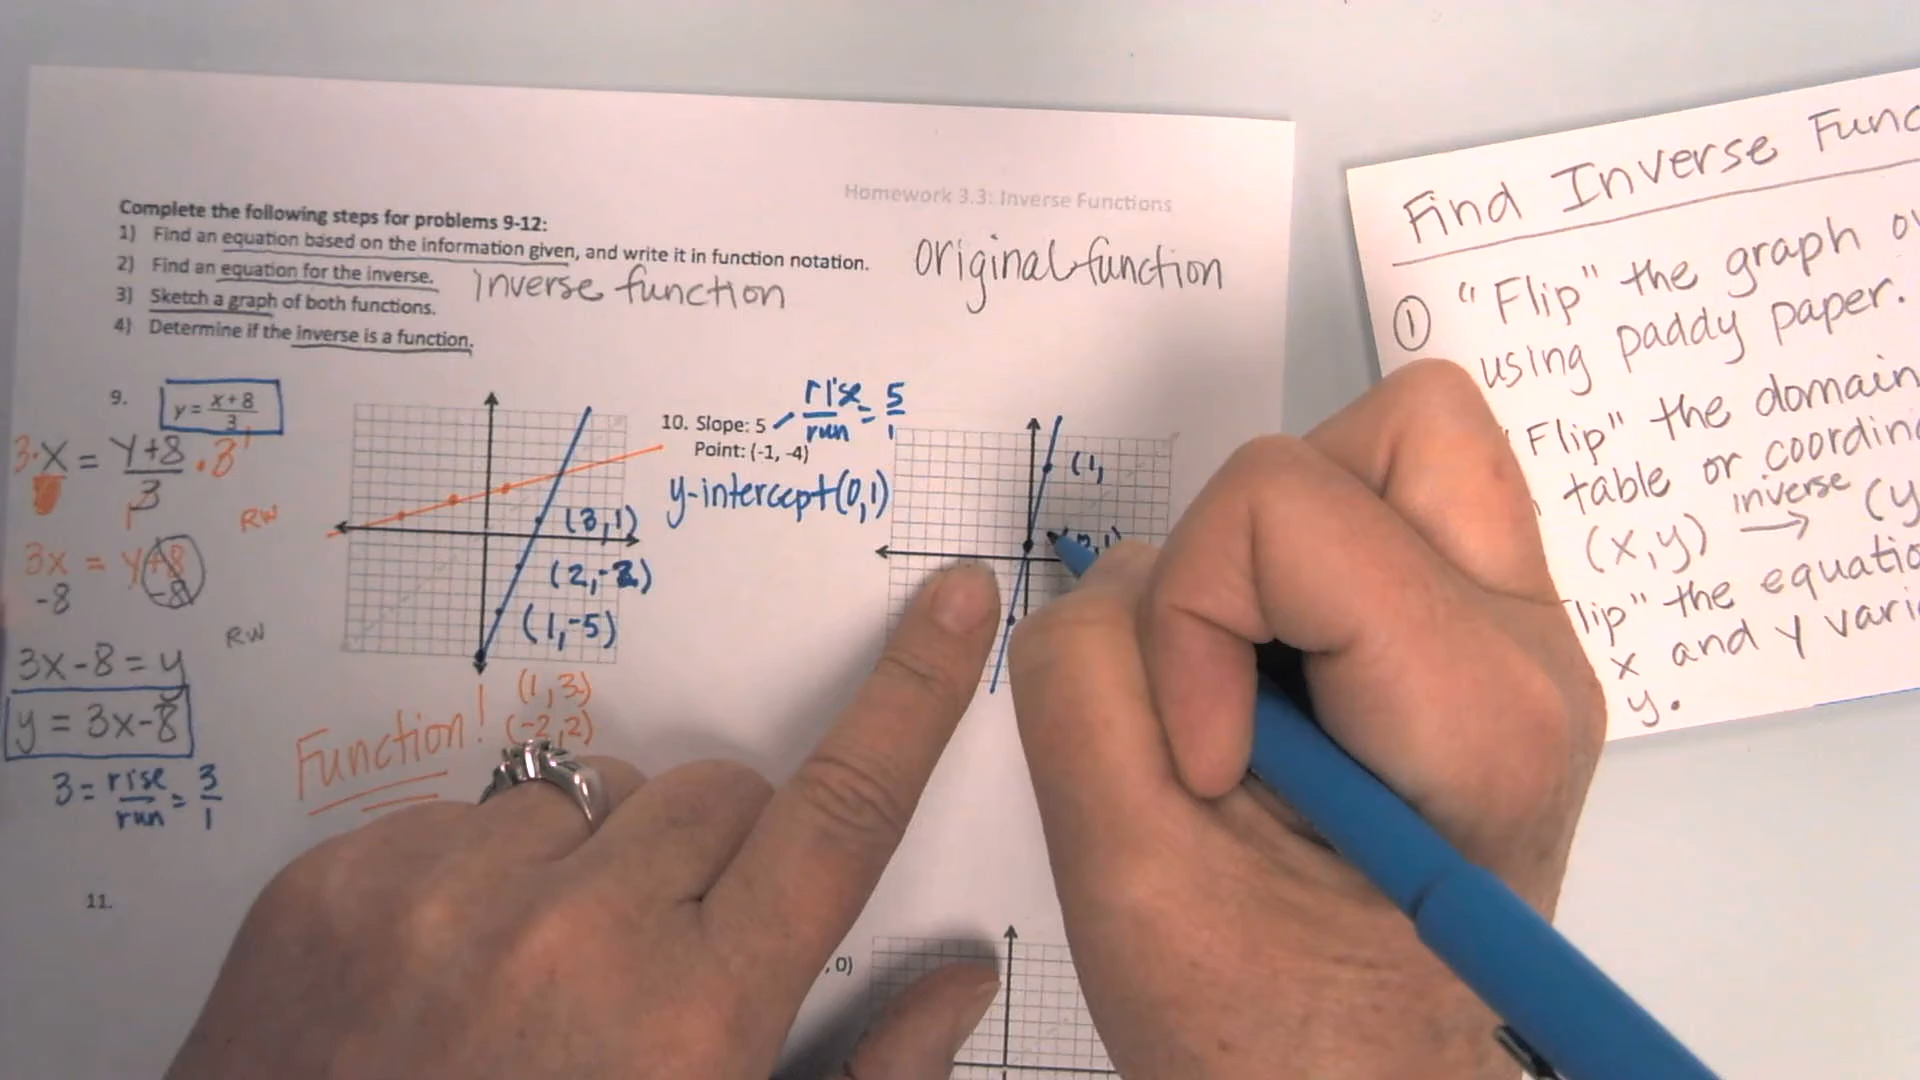 Homework 3.3: Inverse Functions
Complete the following steps for problems 9-12:
1) Find an equation based on the information given, and write it in function notation.
original function
2) Find an equation for the inverse.
inverse function
3) Sketch a graph of both functions.
4) Determine if the inverse is a function.
9.
y = x+8
3
3·x = y+8 · 3
3
RW
3x = y+8
-8 -8
RW
3x-8 = y
y = 3x-8
3 = rise = 3
run 1
(3,1)
(1,-5)
Function!
(1,3)
(-2,2)
10. Slope: 5
rise = 5
run 1
Point: (-1, -4)
y-intercept (0,1)
(1,
11.
, 0)
Find Inverse Func
① "Flip" the graph
using paddy paper.
"Flip" the domain
table or coordin
(x,y) inverse → (y
lip" the equatio
x and y vari
y.